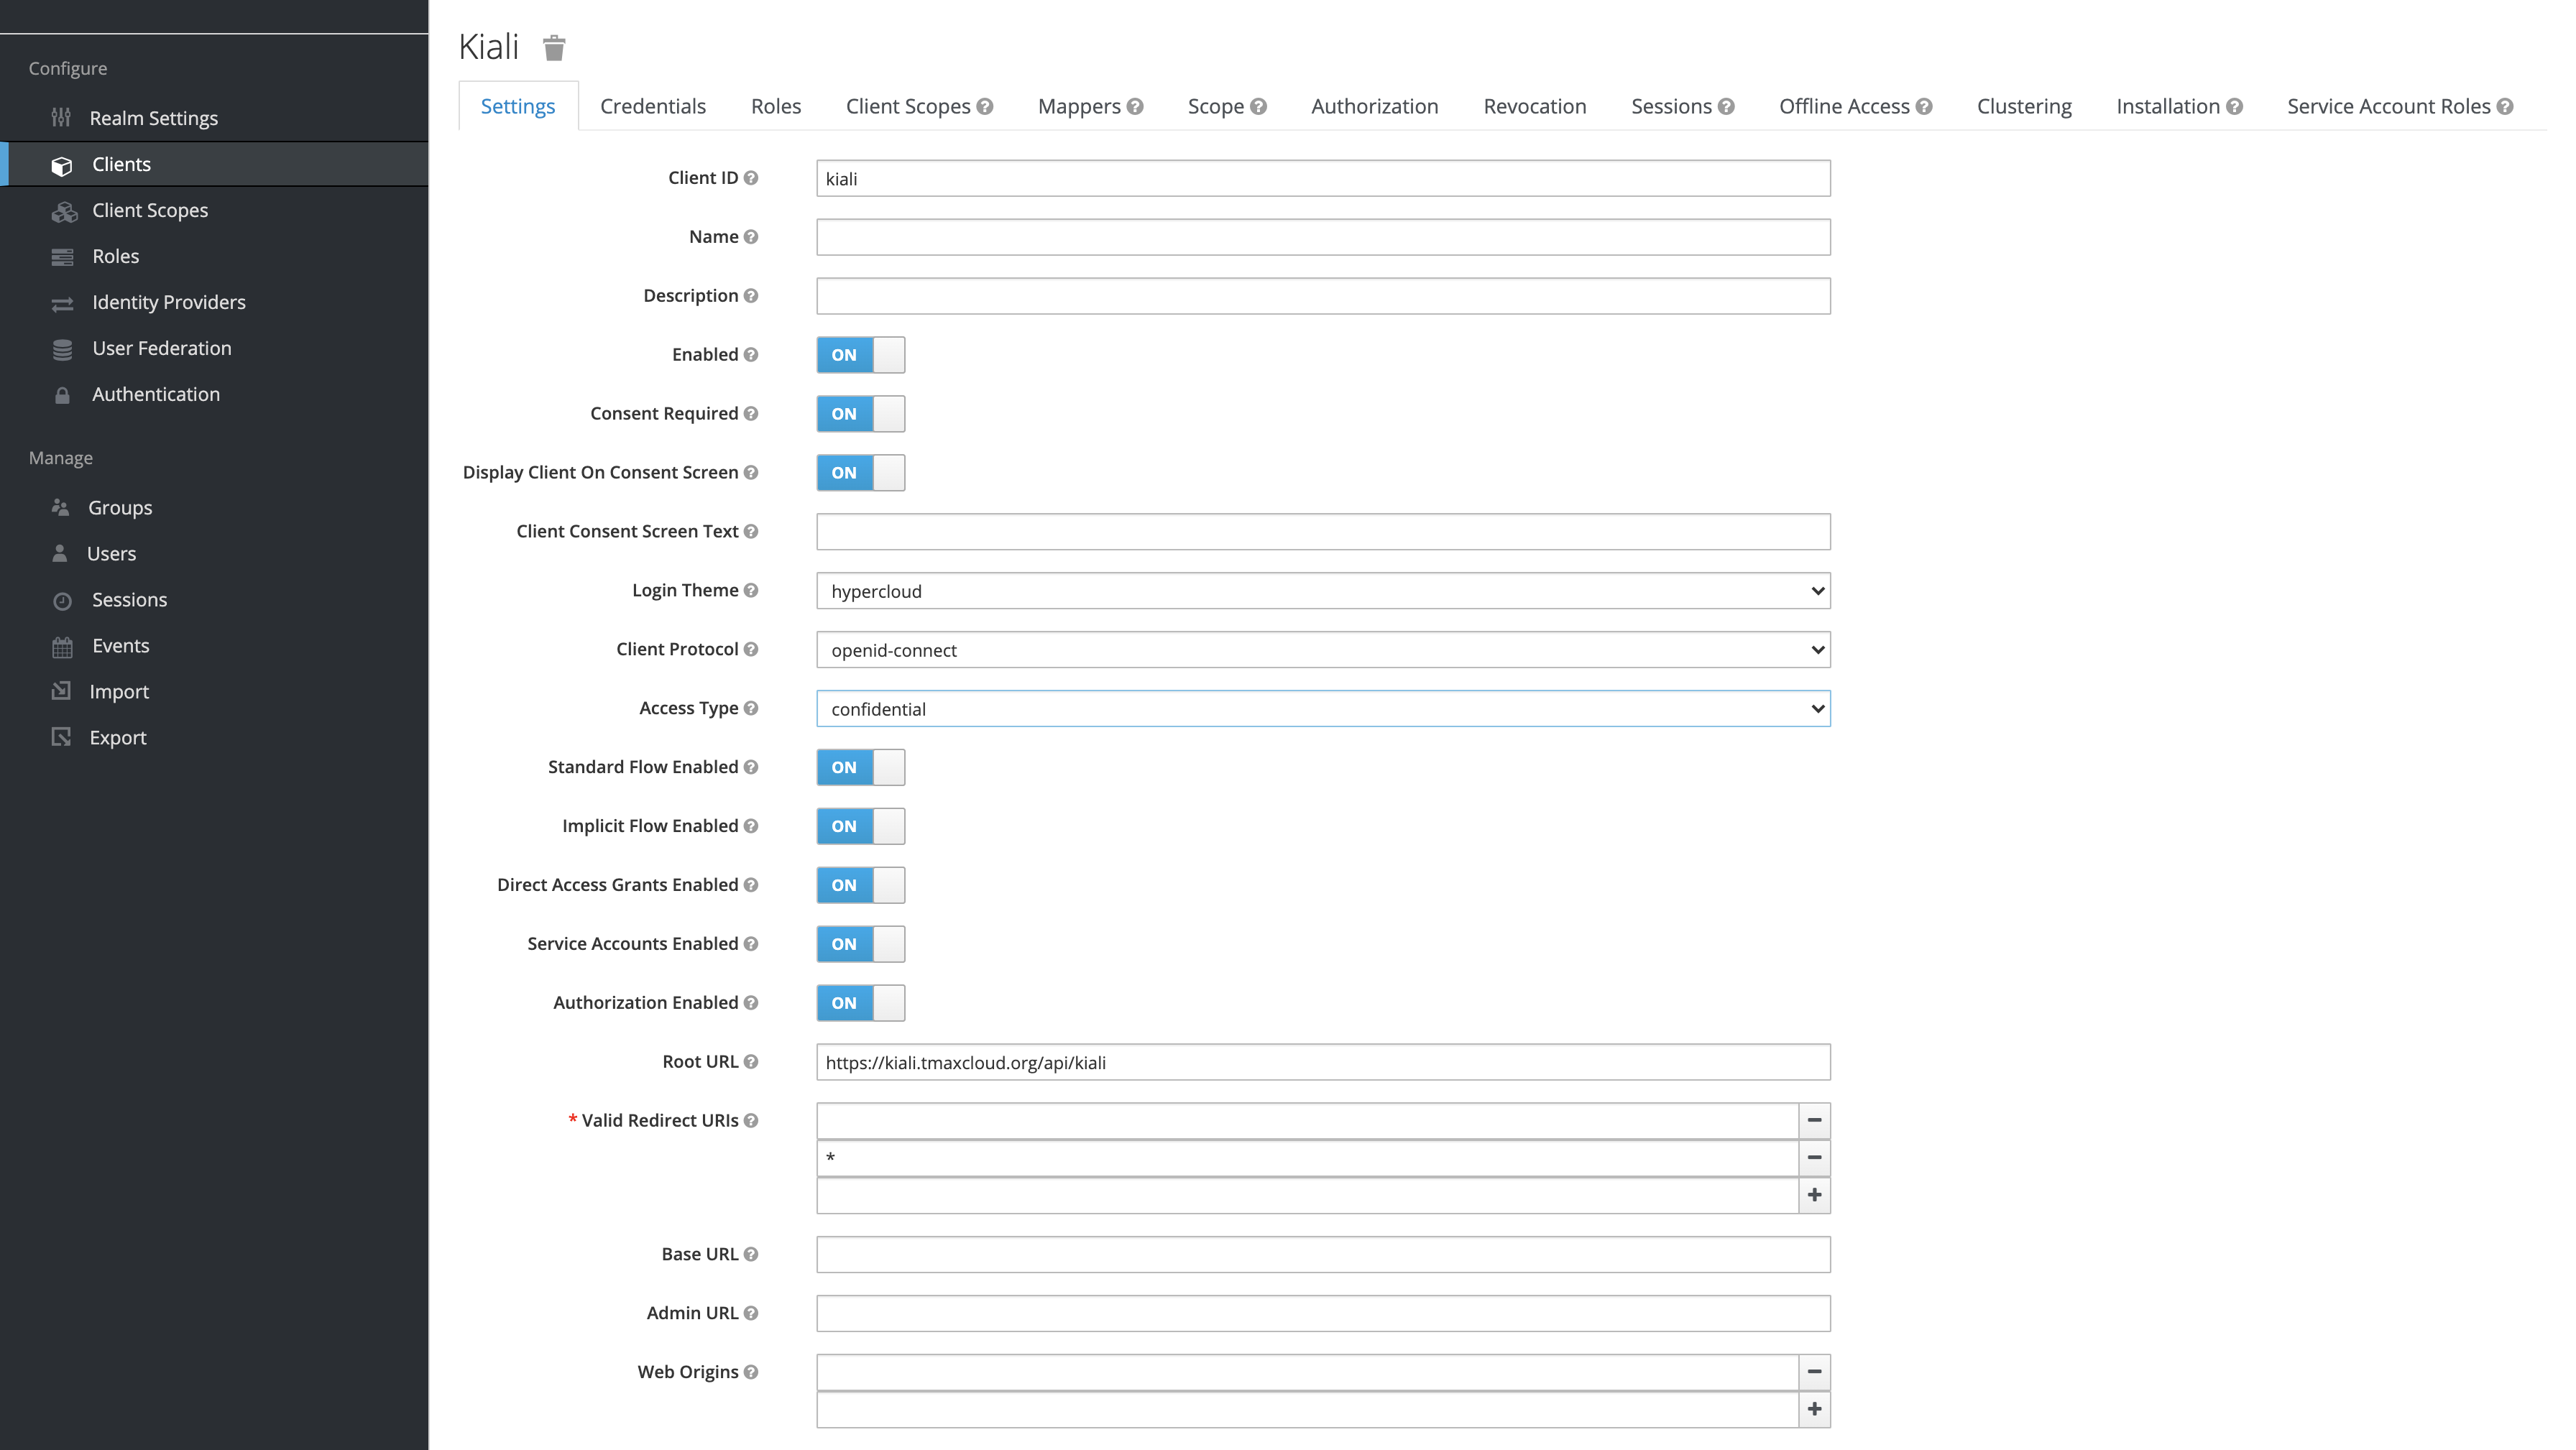 Configure
Realm Settings
Clients
Client Scopes
Roles
Identity Providers
User Federation
Authentication
Manage
Groups
Users
Sessions
Events
Import
Export
Kiali
Settings Credentials Roles Client Scopes Mappers Scope Authorization Revocation Sessions Offline Access Clustering Installation Service Account Roles
Client ID kiali
Name
Description
Enabled ON
Consent Required ON
Display Client On Consent Screen ON
Client Consent Screen Text
Login Theme hypercloud
Client Protocol openid-connect
Access Type confidential
Standard Flow Enabled ON
Implicit Flow Enabled ON
Direct Access Grants Enabled ON
Service Accounts Enabled ON
Authorization Enabled ON
Root URL https://kiali.tmaxcloud.org/api/kiali
* Valid Redirect URIs
*
Base URL
Admin URL
Web Origins